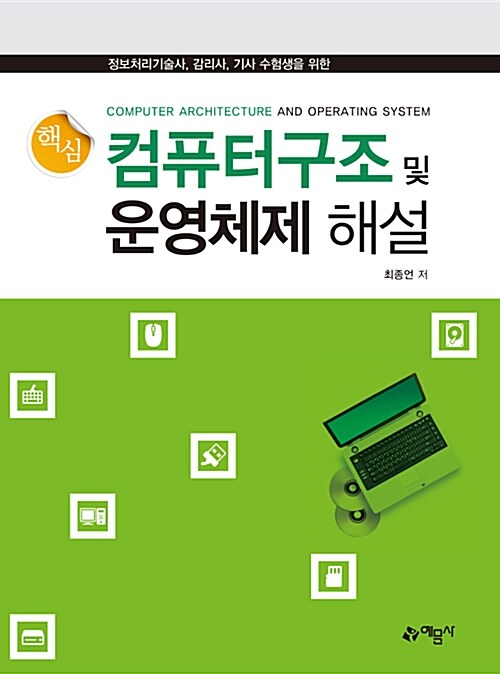 정보처리기술사, 감리사, 기사 수험생을 위한
COMPUTER ARCHITECTURE AND OPERATING SYSTEM
핵심
컴퓨터구조 및
운영체제 해설
최종언 저
예문사